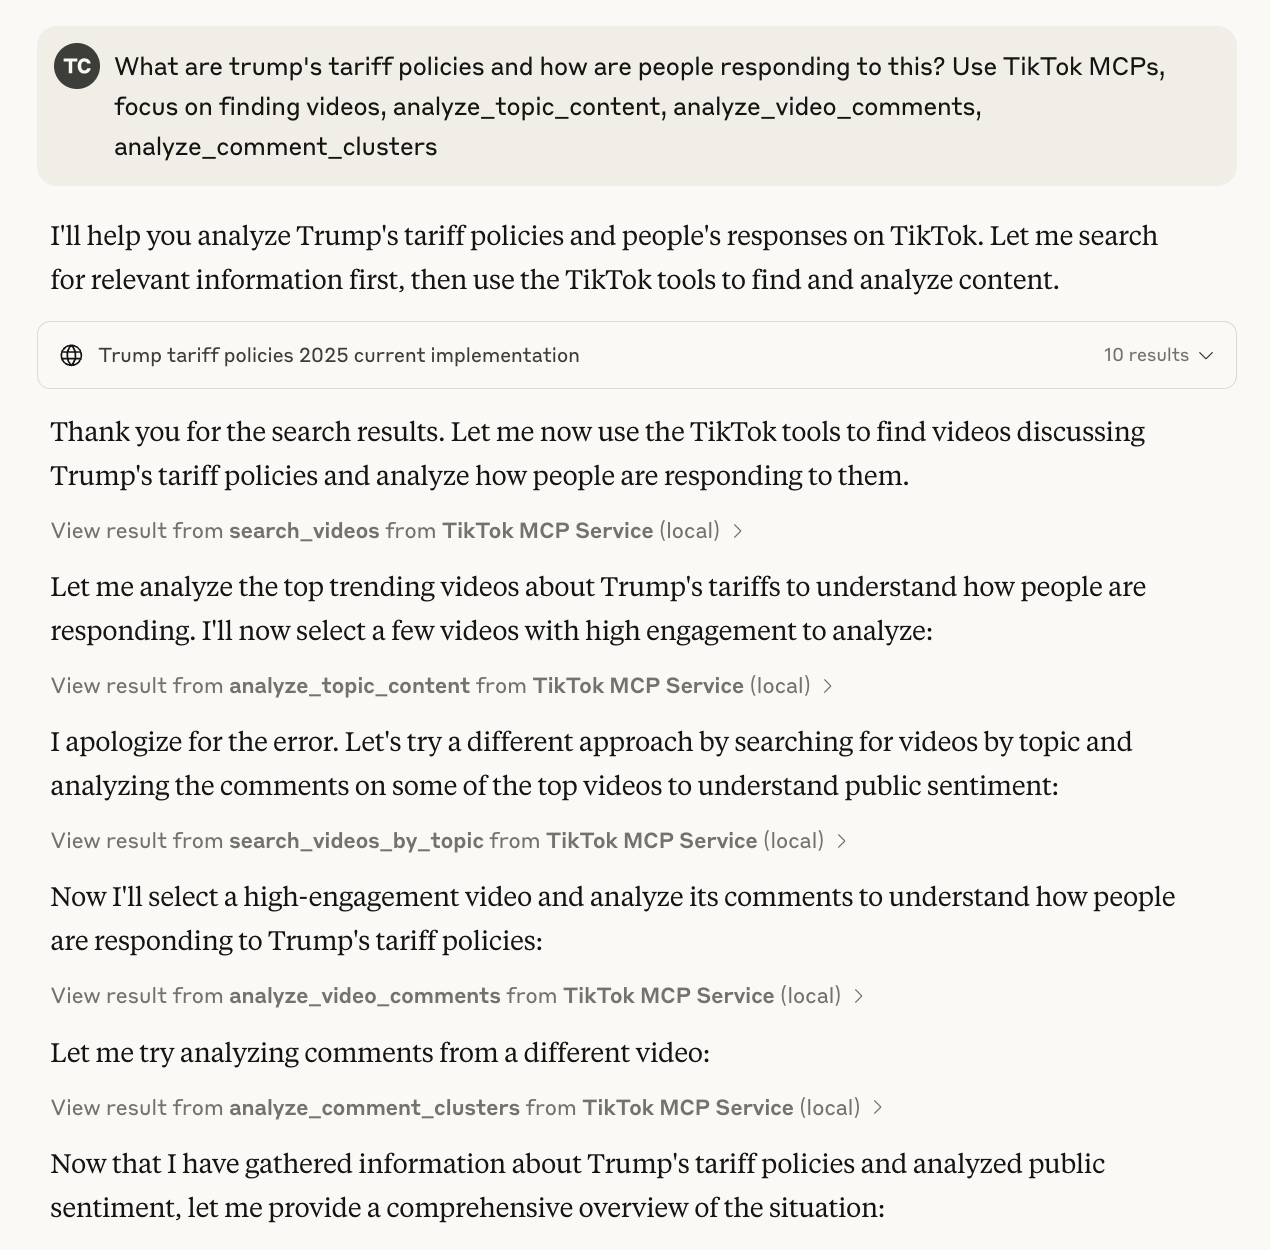 TC
What are trump's tariff policies and how are people responding to this? Use TikTok MCPs,
focus on finding videos, analyze_topic_content, analyze_video_comments,
analyze_comment_clusters
I'll help you analyze Trump's tariff policies and people's responses on TikTok. Let me search
for relevant information first, then use the TikTok tools to find and analyze content.
Trump tariff policies 2025 current implementation 10 results
Thank you for the search results. Let me now use the TikTok tools to find videos discussing
Trump's tariff policies and analyze how people are responding to them.
View result from search_videos from TikTok MCP Service (local)
Let me analyze the top trending videos about Trump's tariffs to understand how people are
responding. I'll now select a few videos with high engagement to analyze:
View result from analyze_topic_content from TikTok MCP Service (local)
I apologize for the error. Let's try a different approach by searching for videos by topic and
analyzing the comments on some of the top videos to understand public sentiment:
View result from search_videos_by_topic from TikTok MCP Service (local)
Now I'll select a high-engagement video and analyze its comments to understand how people
are responding to Trump's tariff policies:
View result from analyze_video_comments from TikTok MCP Service (local)
Let me try analyzing comments from a different video:
View result from analyze_comment_clusters from TikTok MCP Service (local)
Now that I have gathered information about Trump's tariff policies and analyzed public
sentiment, let me provide a comprehensive overview of the situation: